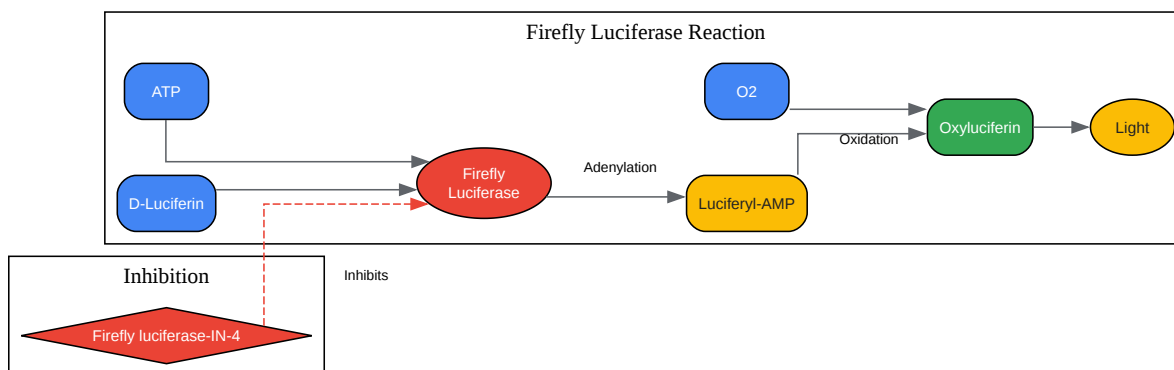 Firefly Luciferase Reaction
ATP
O2
Oxyluciferin
Light
Oxidation
Firefly
Luciferase
Adenylation
D-Luciferin
Luciferyl-AMP
Inhibition
Inhibits
Firefly luciferase-IN-4